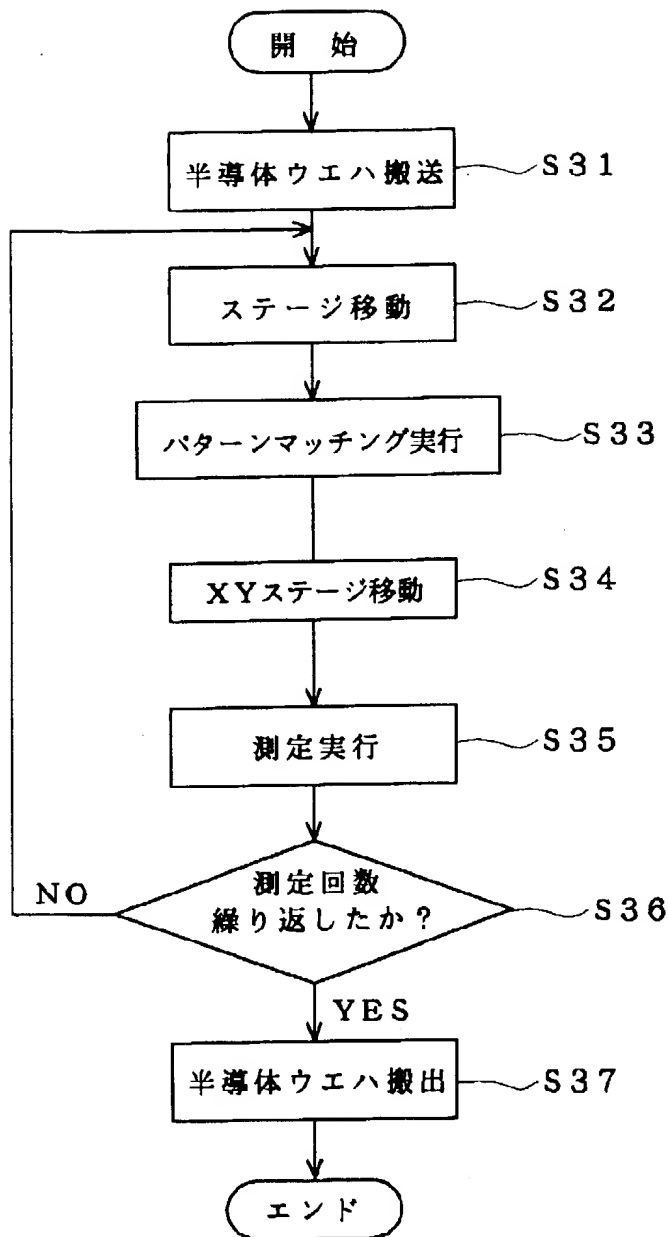 開 始
半導体ウエハ搬送 S31
ステージ移動 S32
パターンマッチング実行 S33
XYステージ移動 S34
測定実行 S35
測定回数
繰り返したか? S36
NO
YES
半導体ウエハ搬出 S37
エンド